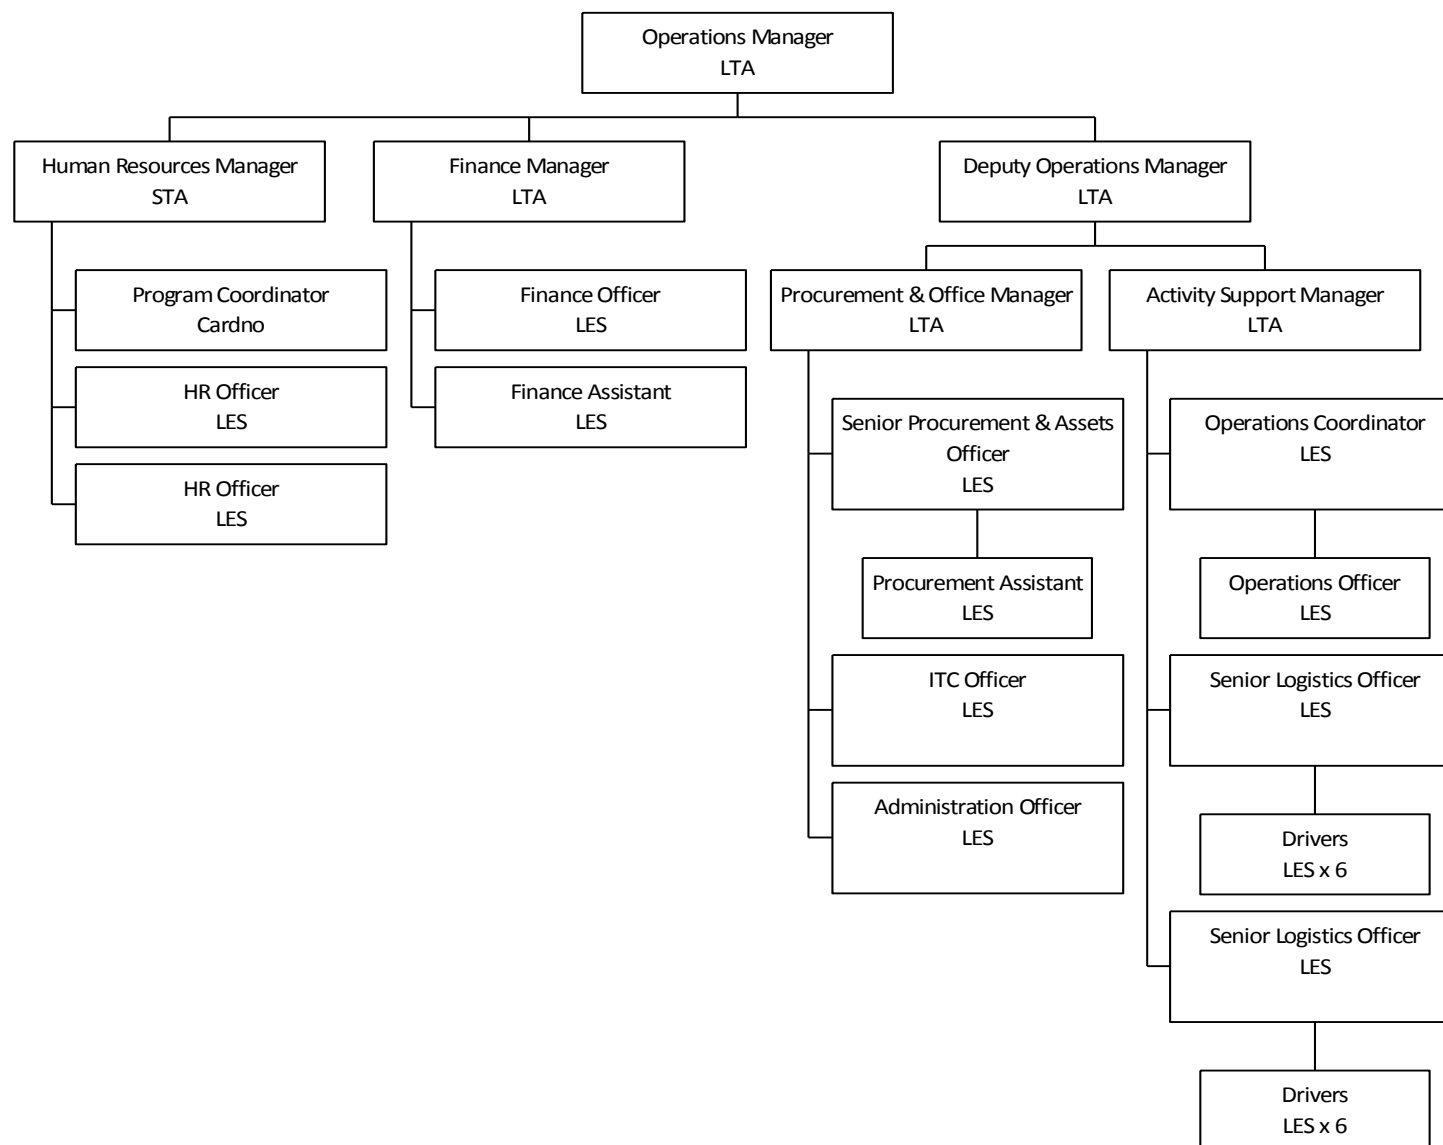 Operations Manager
LTA
Human Resources Manager
STA
Finance Manager
LTA
Deputy Operations Manager
LTA
Program Coordinator
Cardno
HR Officer
LES
HR Officer
LES
Finance Officer
LES
Finance Assistant
LES
Procurement & Office Manager
LTA
Activity Support Manager
LTA
Senior Procurement & Assets
Officer
LES
Procurement Assistant
LES
ITC Officer
LES
Administration Officer
LES
Operations Coordinator
LES
Operations Officer
LES
Senior Logistics Officer
LES
Drivers
LES x 6
Senior Logistics Officer
LES
Drivers
LES x 6